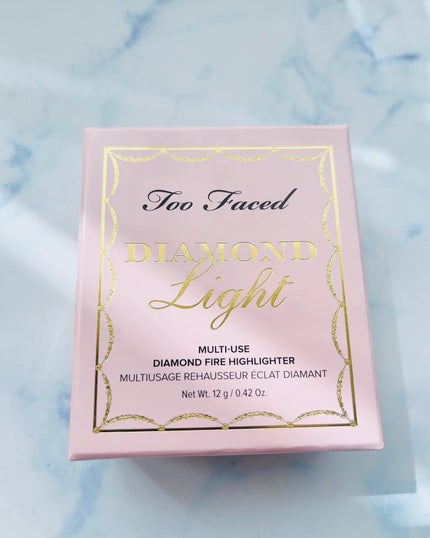 Too Faced
DIAMOND
Light
MULTI-USE
DIAMOND FIRE HIGHLIGHTER
MULTIUSAGE REHAUSSEUR ÉCLAT DIAMANT
Net Wt. 12 g / 0.42 Oz.